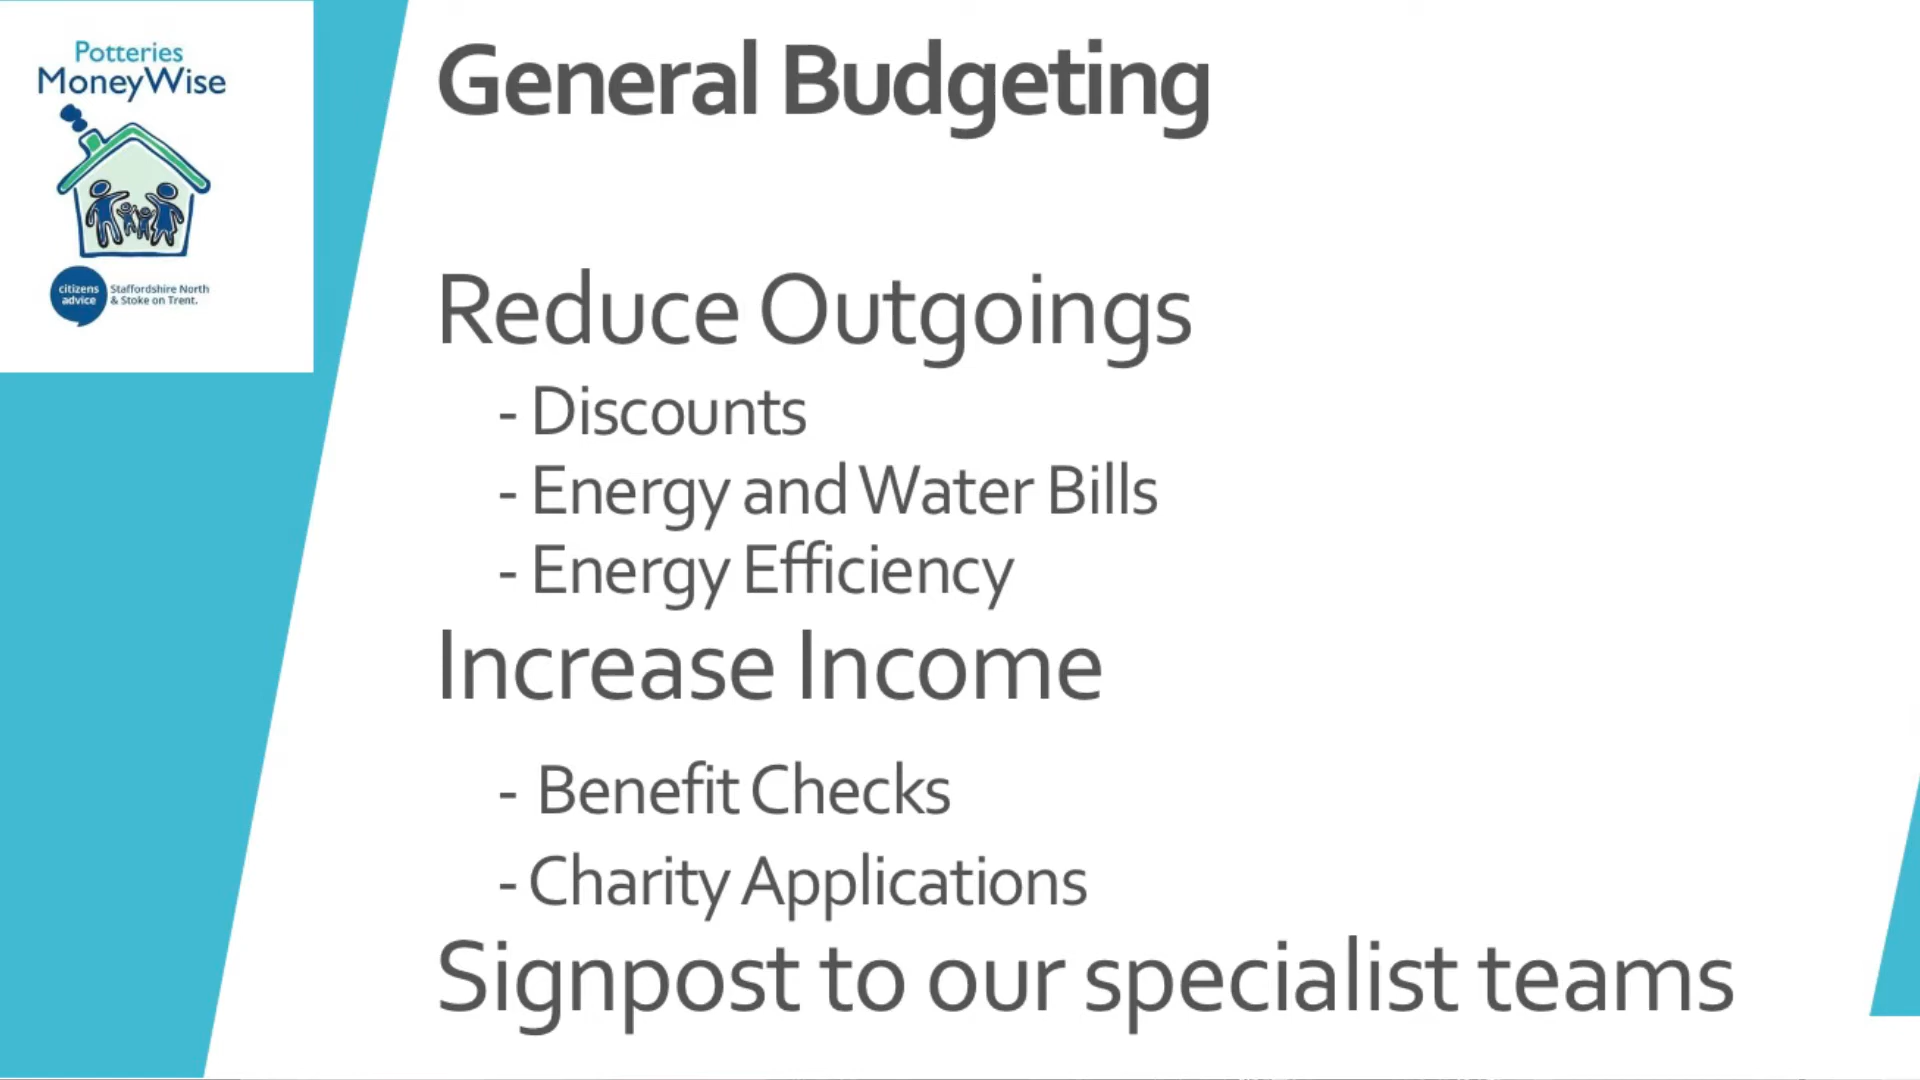 Potteries
MoneyWise
citizens
advice
Staffordshire North
& Stoke on Trent.
General Budgeting
Reduce Outgoings
- Discounts
- Energy and Water Bills
- Energy Efficiency
Increase Income
- Benefit Checks
- Charity Applications
Signpost to our specialist teams